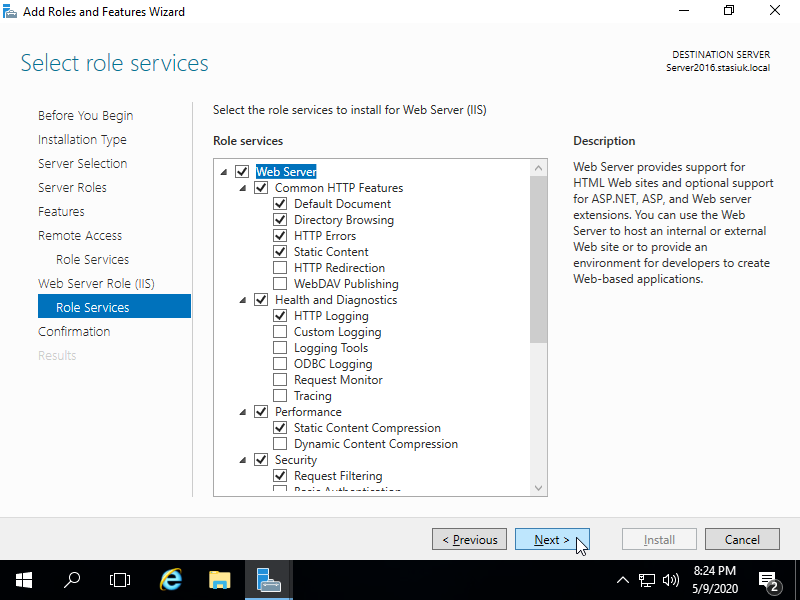 Add Roles and Features Wizard
Select role services
DESTINATION SERVER
Server2016.stasiuk.local
Before You Begin
Installation Type
Server Selection
Server Roles
Features
Remote Access
Role Services
Web Server Role (IIS)
Role Services
Confirmation
Results
Select the role services to install for Web Server (IIS)
Role services
Web Server
Common HTTP Features
Default Document
Directory Browsing
HTTP Errors
Static Content
HTTP Redirection
WebDAV Publishing
Health and Diagnostics
HTTP Logging
Custom Logging
Logging Tools
ODBC Logging
Request Monitor
Tracing
Performance
Static Content Compression
Dynamic Content Compression
Security
Request Filtering
Basic Authentication
Description
Web Server provides support for
HTML Web sites and optional support
for ASP.NET, ASP, and Web server
extensions. You can use the Web
Server to host an internal or external
Web site or to provide an
environment for developers to create
Web-based applications.
< Previous
Next >
Install
Cancel
8:24 PM
5/9/2020
2